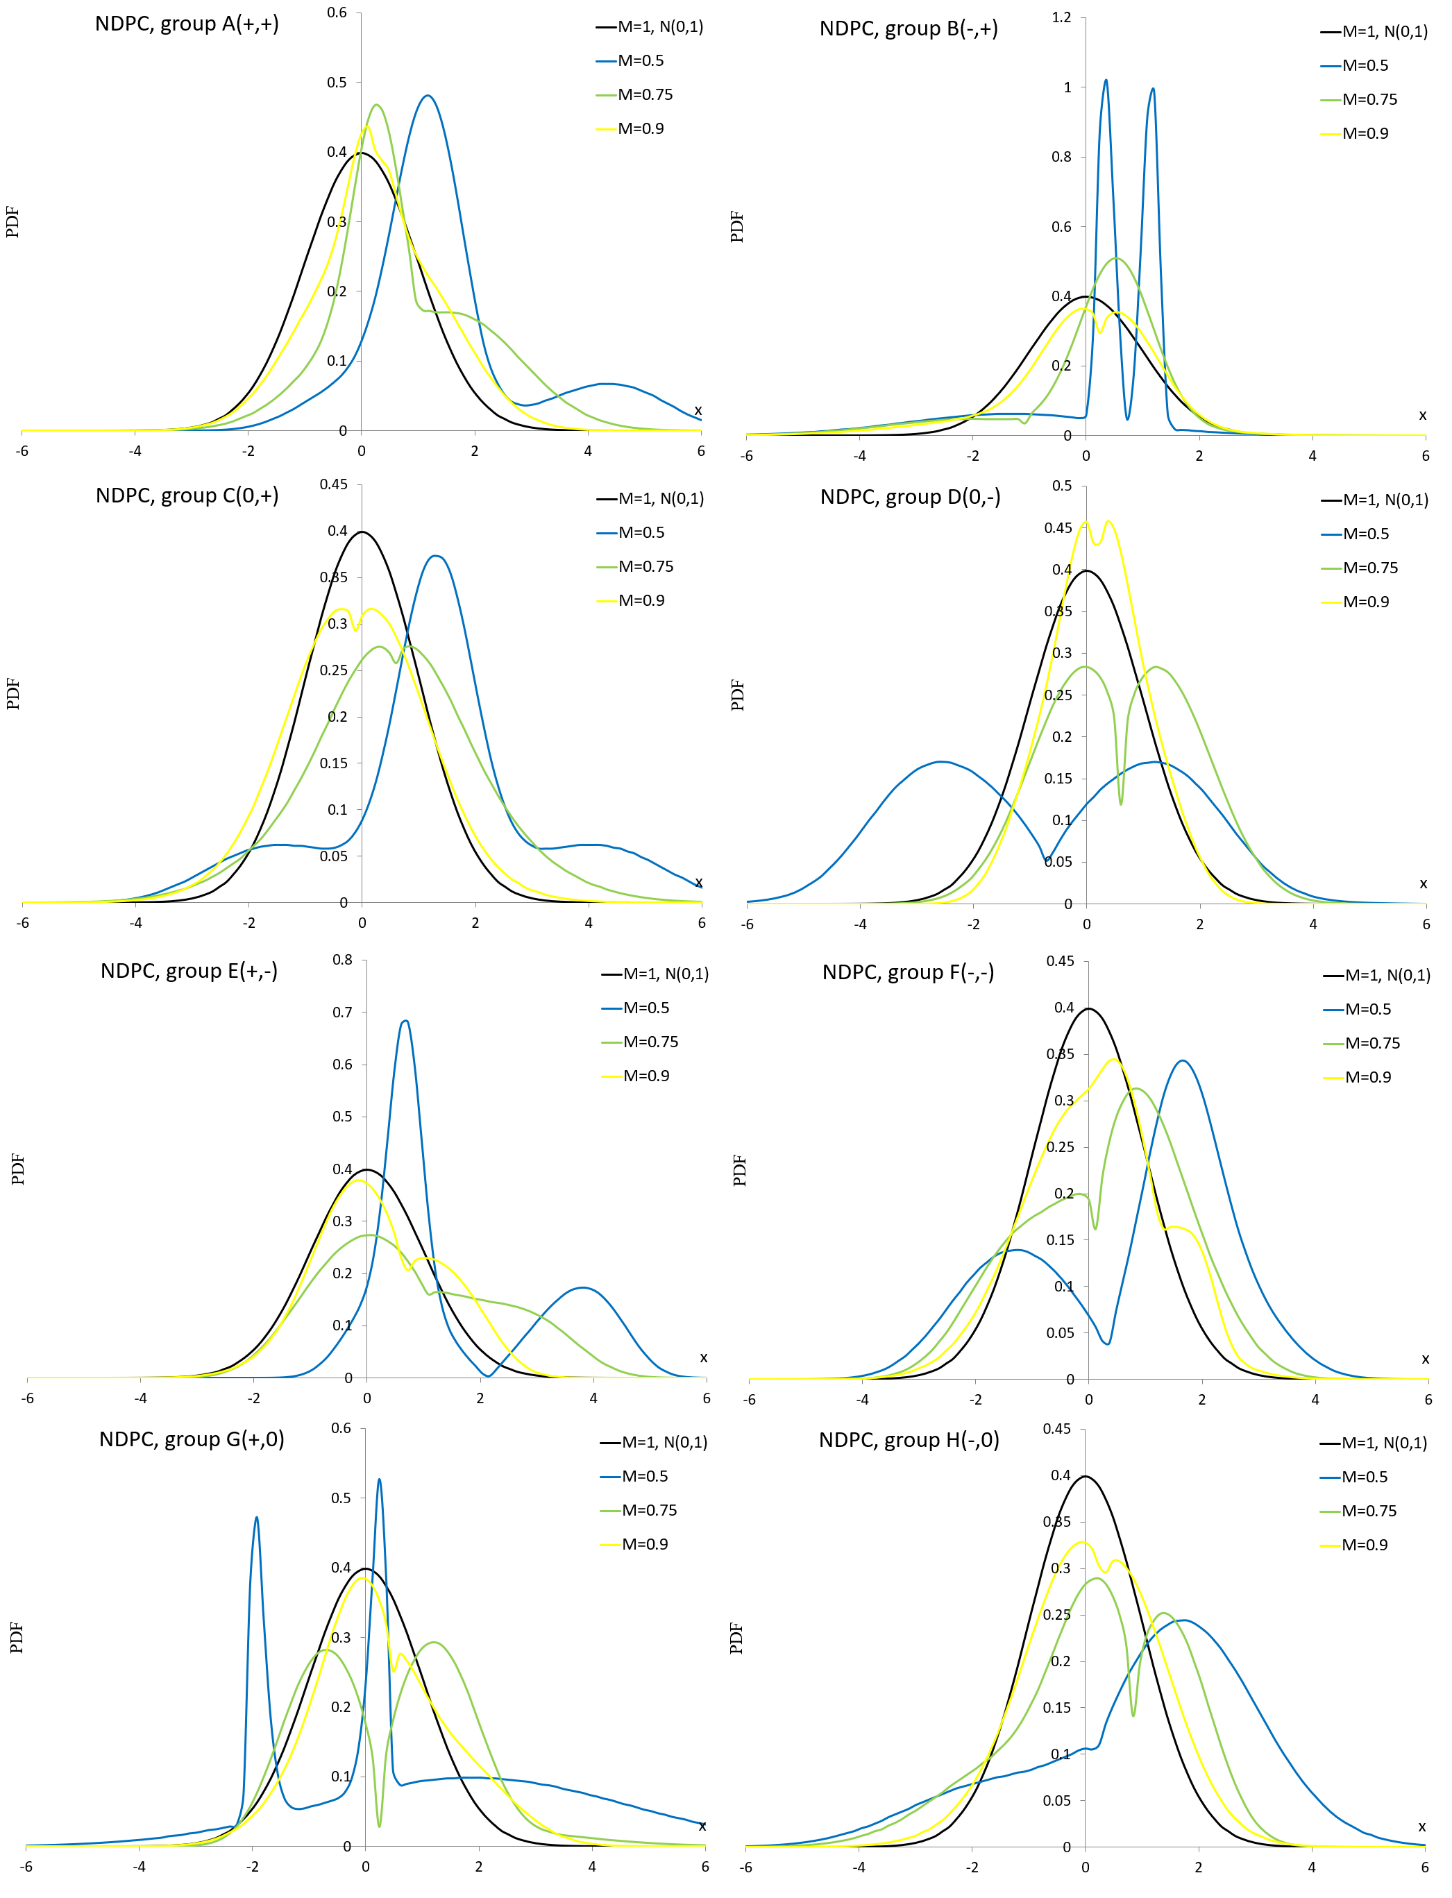 NDPC, group A(+,+)
M=1, N(0,1)
M=0.5
M=0.75
M=0.9
PDF
0.6
0.5
0.4
0.3
0.2
0.1
0
x
-6 -4 -2 0 2 4 6
NDPC, group B(-,+)
M=1, N(0,1)
M=0.5
M=0.75
M=0.9
PDF
1.2
1
0.8
0.6
0.4
0.2
0
x
-6 -4 -2 0 2 4 6
NDPC, group C(0,+)
M=1, N(0,1)
M=0.5
M=0.75
M=0.9
PDF
0.45
0.4
0.35
0.3
0.25
0.2
0.15
0.1
0.05
0
x
-6 -4 -2 0 2 4 6
NDPC, group D(0,-)
M=1, N(0,1)
M=0.5
M=0.75
M=0.9
PDF
0.5
0.45
0.4
0.35
0.3
0.25
0.2
0.15
0.1
0.05
0
x
-6 -4 -2 0 2 4 6
NDPC, group E(+,-)
M=1, N(0,1)
M=0.5
M=0.75
M=0.9
PDF
0.8
0.7
0.6
0.5
0.4
0.3
0.2
0.1
0
x
-6 -4 -2 0 2 4 6
NDPC, group F(-,-)
M=1, N(0,1)
M=0.5
M=0.75
M=0.9
PDF
0.45
0.4
0.35
0.3
0.25
0.2
0.15
0.1
0.05
0
x
-6 -4 -2 0 2 4 6
NDPC, group G(+,0)
M=1, N(0,1)
M=0.5
M=0.75
M=0.9
PDF
0.6
0.5
0.4
0.3
0.2
0.1
0
x
-6 -4 -2 0 2 4 6
NDPC, group H(-,0)
M=1, N(0,1)
M=0.5
M=0.75
M=0.9
PDF
0.45
0.4
0.35
0.3
0.25
0.2
0.15
0.1
0.05
0
x
-6 -4 -2 0 2 4 6